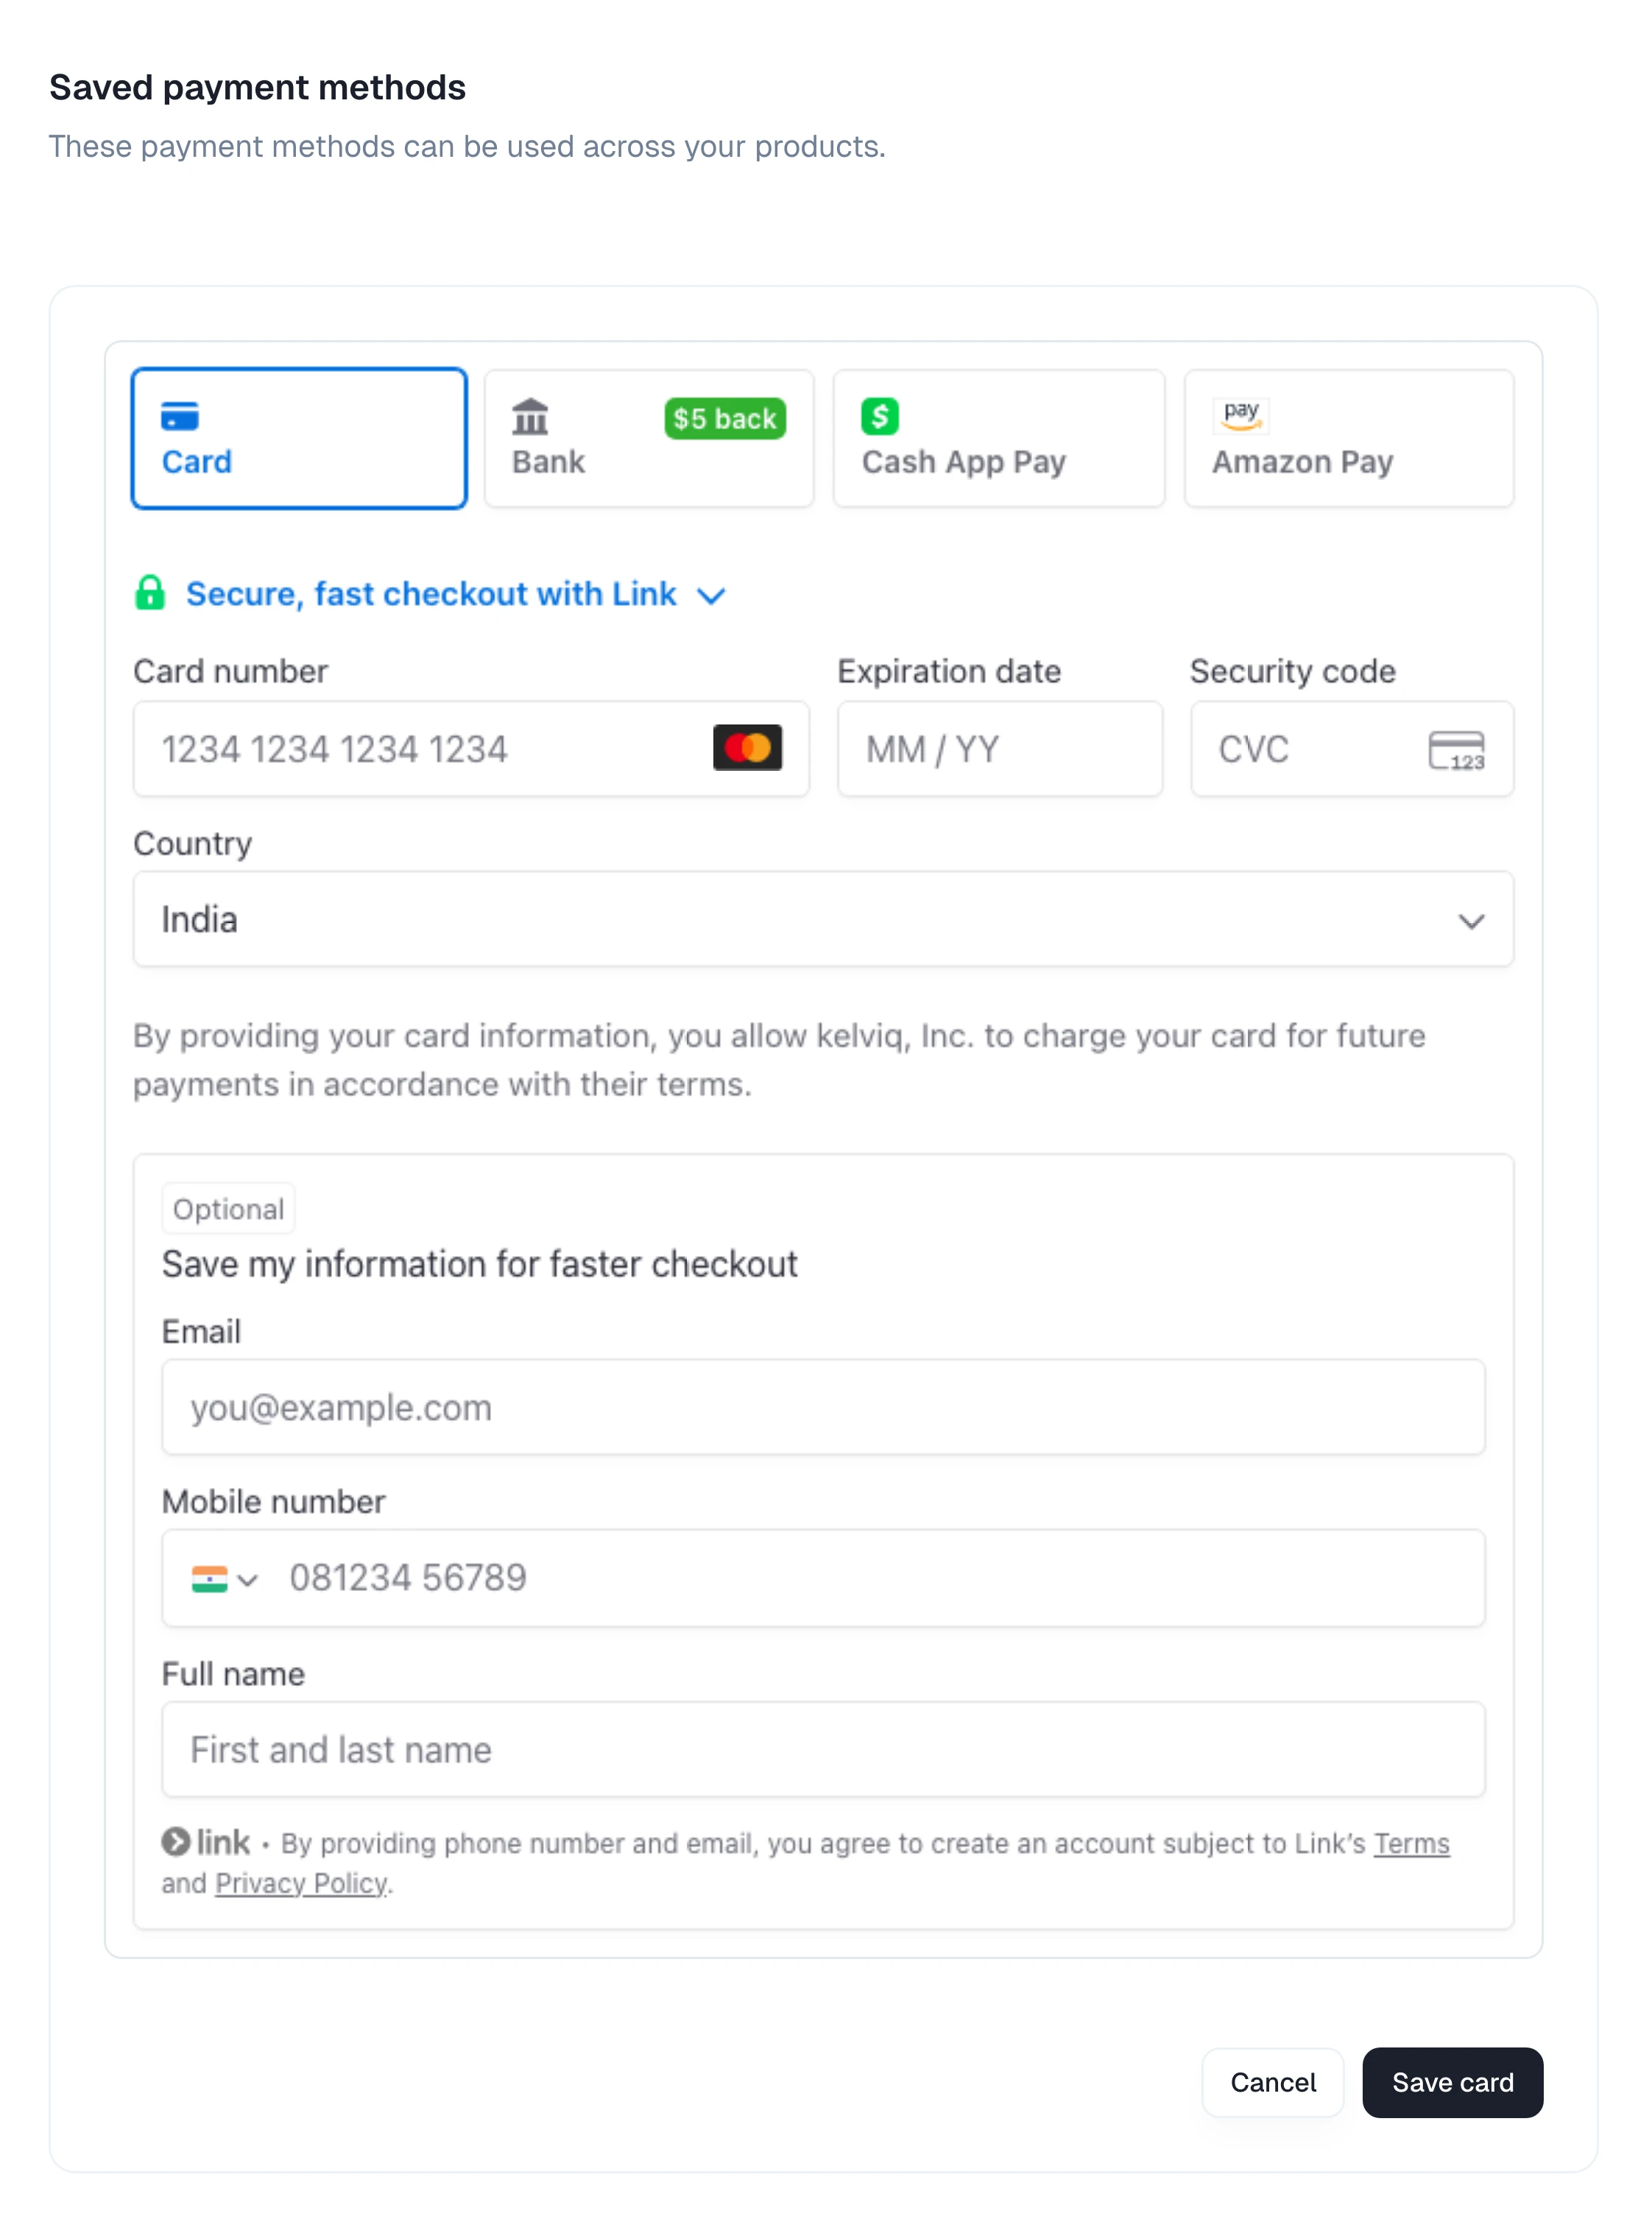 Saved payment methods
These payment methods can be used across your products.
Card
$5 back
Bank
$
Cash App Pay
pay
Amazon Pay
Secure, fast checkout with Link
Card number
Expiration date
Security code
1234 1234 1234 1234
MM / YY
CVC
123
Country
India
By providing your card information, you allow kelviq, Inc. to charge your card for future
payments in accordance with their terms.
Optional
Save my information for faster checkout
Email
you@example.com
Mobile number
081234 56789
Full name
First and last name
link • By providing phone number and email, you agree to create an account subject to Link’s Terms
and Privacy Policy.
Cancel
Save card